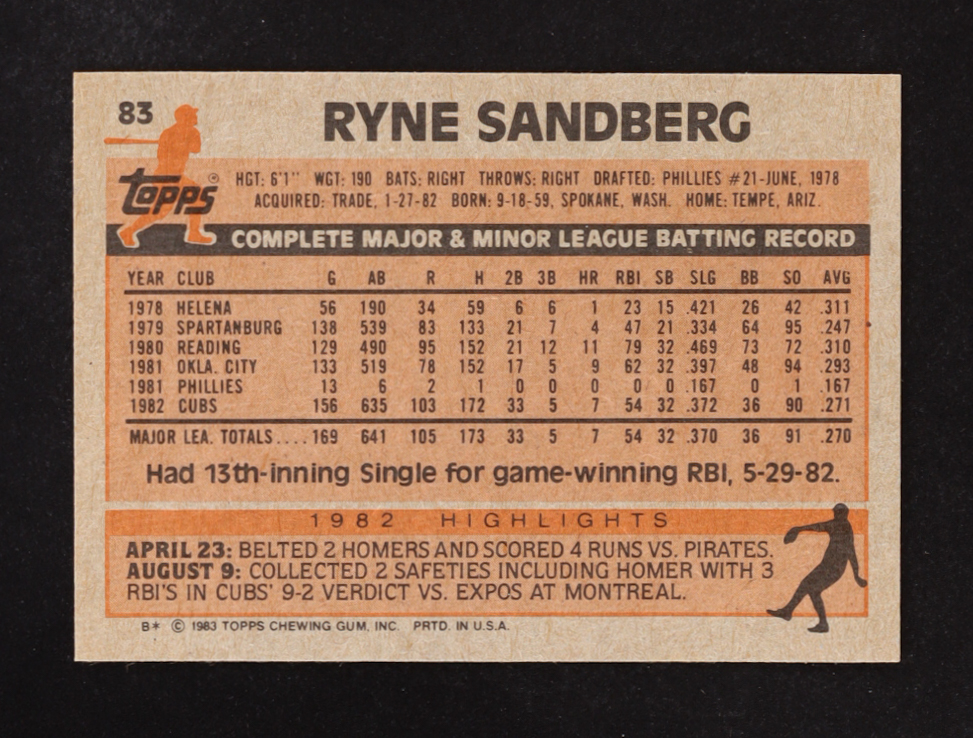 83
RYNE SANDBERG
Topps
HGT: 6'1" WGT: 190 BATS: RIGHT THROWS: RIGHT DRAFTED: PHILLIES #21-JUNE, 1978
ACQUIRED: TRADE, 1-27-82 BORN: 9-18-59, SPOKANE, WASH. HOME: TEMPE, ARIZ.
COMPLETE MAJOR & MINOR LEAGUE BATTING RECORD
YEAR CLUB G AB R H 2B 3B HR RBI SB SLG BB SO AVG
1978 HELENA 56 190 34 59 6 6 1 23 15 .421 26 42 .311
1979 SPARTANBURG 138 539 83 133 21 7 4 47 21 .334 64 95 .247
1980 READING 129 490 95 152 21 12 11 79 32 .469 73 72 .310
1981 OKLA. CITY 133 519 78 152 17 5 9 62 32 .397 48 94 .293
1981 PHILLIES 13 6 2 1 0 0 0 0 0 .167 0 1 .167
1982 CUBS 156 635 103 172 33 5 7 54 32 .372 36 90 .271
MAJOR LEA. TOTALS....169 641 105 173 33 5 7 54 32 .370 36 91 .270
Had 13th-inning Single for game-winning RBI, 5-29-82.
1982 HIGHLIGHTS
APRIL 23: BELTED 2 HOMERS AND SCORED 4 RUNS VS. PIRATES.
AUGUST 9: COLLECTED 2 SAFETIES INCLUDING HOMER WITH 3
RBI'S IN CUBS' 9-2 VERDICT VS. EXPOS AT MONTREAL.
B* © 1983 TOPPS CHEWING GUM, INC. PRTD. IN U.S.A.